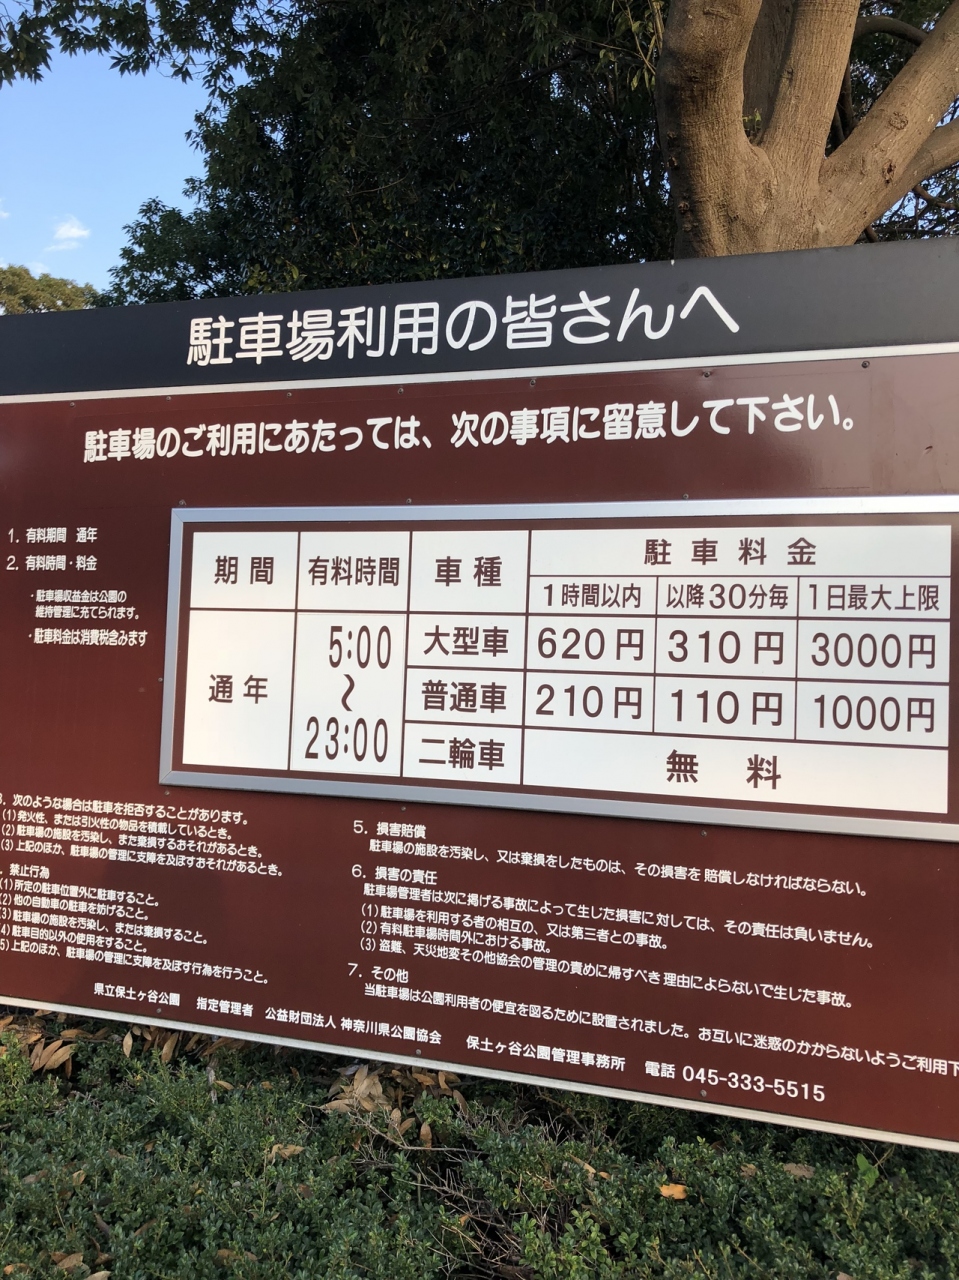 駐車場利用の皆さんへ
駐車場のご利用にあたっては、次の事項に留意して下さい。
1. 有料期間 通年
2. 有料時間・料金
・駐車場収益金は公園の
維持管理に充てられます。
・駐車料金は消費税含みます
期間 有料時間 車種 駐車料金
1時間以内 以降30分毎 1日最大上限
通年 5:00〜23:00
大型車 620円 310円 3000円
普通車 210円 110円 1000円
二輪車 無料
3. 次のような場合は駐車を拒否することがあります。
(1)発火性、または引火性の物品を積載しているとき。
(2)駐車場の施設を汚染し、また棄損するおそれがあるとき。
(3)上記のほか、駐車場の管理に支障を及ぼすおそれがあるとき。
. 禁止行為
(1)所定の駐車位置外に駐車すること。
(2)他の自動車の駐車を妨げること。
(3)駐車場の施設を汚染し、または棄損すること。
(4)駐車目的以外の使用をすること。
(5)上記のほか、駐車場の管理に支障を及ぼす行為を行うこと。
5. 損害賠償
駐車場の施設を汚染し、又は棄損をしたものは、その損害を賠償しなければならない。
6. 損害の責任
駐車場管理者は次に掲げる事故によって生じた損害に対しては、その責任は負いません。
(1)駐車場を利用する者の相互の、又は第三者との事故。
(2)有料駐車場時間外における事故。
(3)盗難、天災地変その他協会の管理の責めに帰すべき理由によらないで生じた事故。
7. その他
当駐車場は公園利用者の便宜を図るために設置されました。お互いに迷惑のかからないようご利用下
県立保土ヶ谷公園 指定管理者 公益財団法人 神奈川県公園協会 保土ヶ谷公園管理事務所 電話 045-333-5515